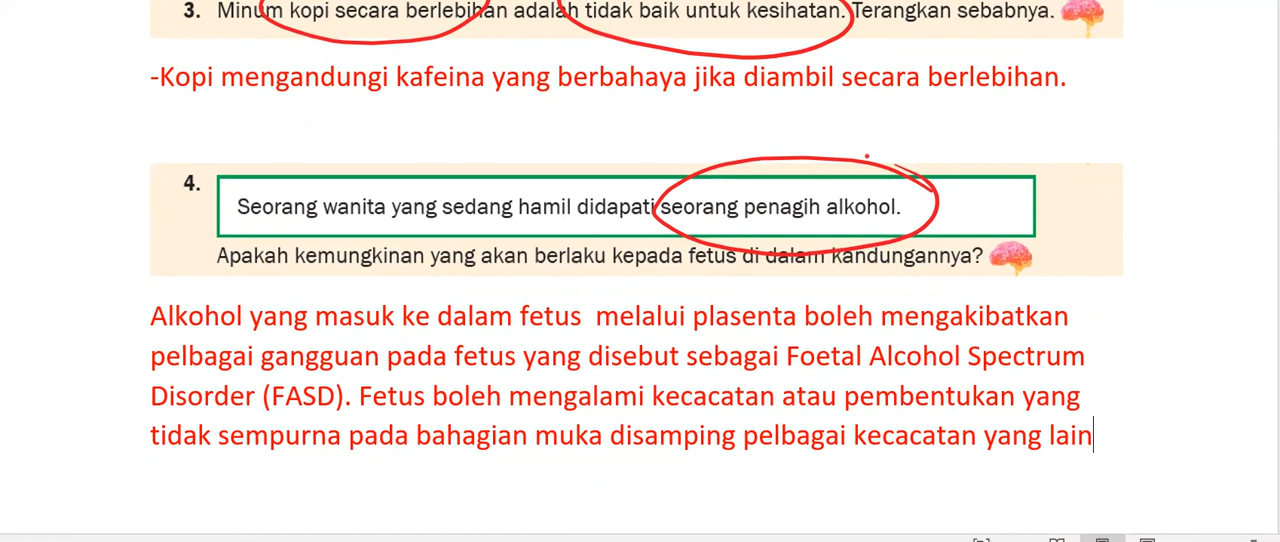 3. Minum kopi secara berlebihan adalah tidak baik untuk kesihatan. Terangkan sebabnya.
-Kopi mengandungi kafeina yang berbahaya jika diambil secara berlebihan.
4.
Seorang wanita yang sedang hamil didapati seorang penagih alkohol.
Apakah kemungkinan yang akan berlaku kepada fetus di dalam kandungannya?
Alkohol yang masuk ke dalam fetus  melalui plasenta boleh mengakibatkan
pelbagai gangguan pada fetus yang disebut sebagai Foetal Alcohol Spectrum
Disorder (FASD). Fetus boleh mengalami kecacatan atau pembentukan yang
tidak sempurna pada bahagian muka disamping pelbagai kecacatan yang lain